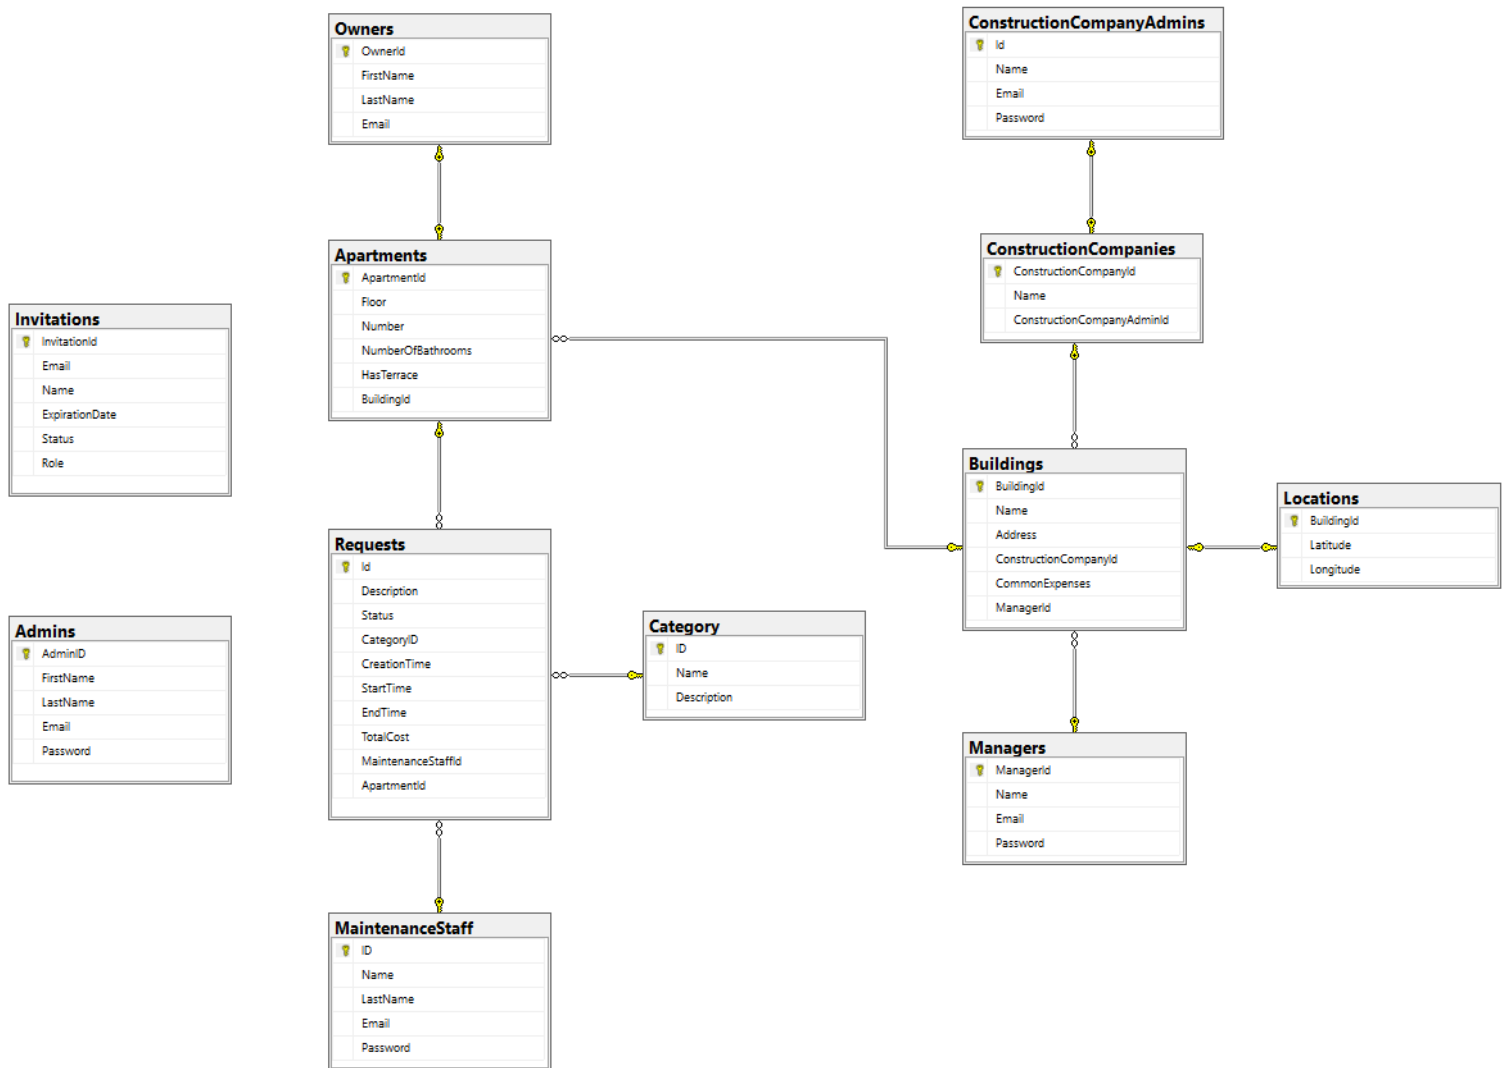 Owners
OwnerId
FirstName
LastName
Email
ConstructionCompanyAdmins
Id
Name
Email
Password
Apartments
ApartmentId
Floor
Number
NumberOfBathrooms
HasTerrace
BuildingId
ConstructionCompanies
ConstructionCompanyId
Name
ConstructionCompanyAdminId
Invitations
InvitationId
Email
Name
ExpirationDate
Status
Role
Buildings
BuildingId
Name
Address
ConstructionCompanyId
CommonExpenses
ManagerId
Locations
BuildingId
Latitude
Longitude
Requests
Id
Description
Status
CategoryID
CreationTime
StartTime
EndTime
TotalCost
MaintenanceStaffId
ApartmentId
Category
ID
Name
Description
Admins
AdminID
FirstName
LastName
Email
Password
Managers
ManagerId
Name
Email
Password
MaintenanceStaff
ID
Name
LastName
Email
Password